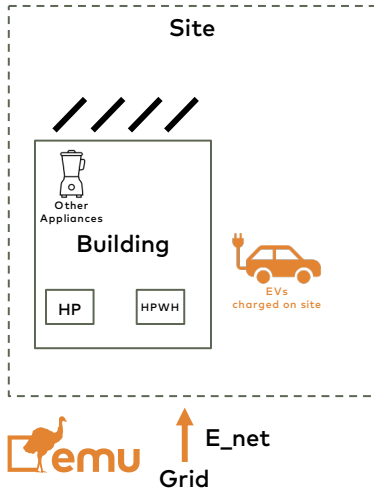 Site
Other
Appliances
Building
HP
HPWH
EVs
charged on site
E_net
emu
Grid